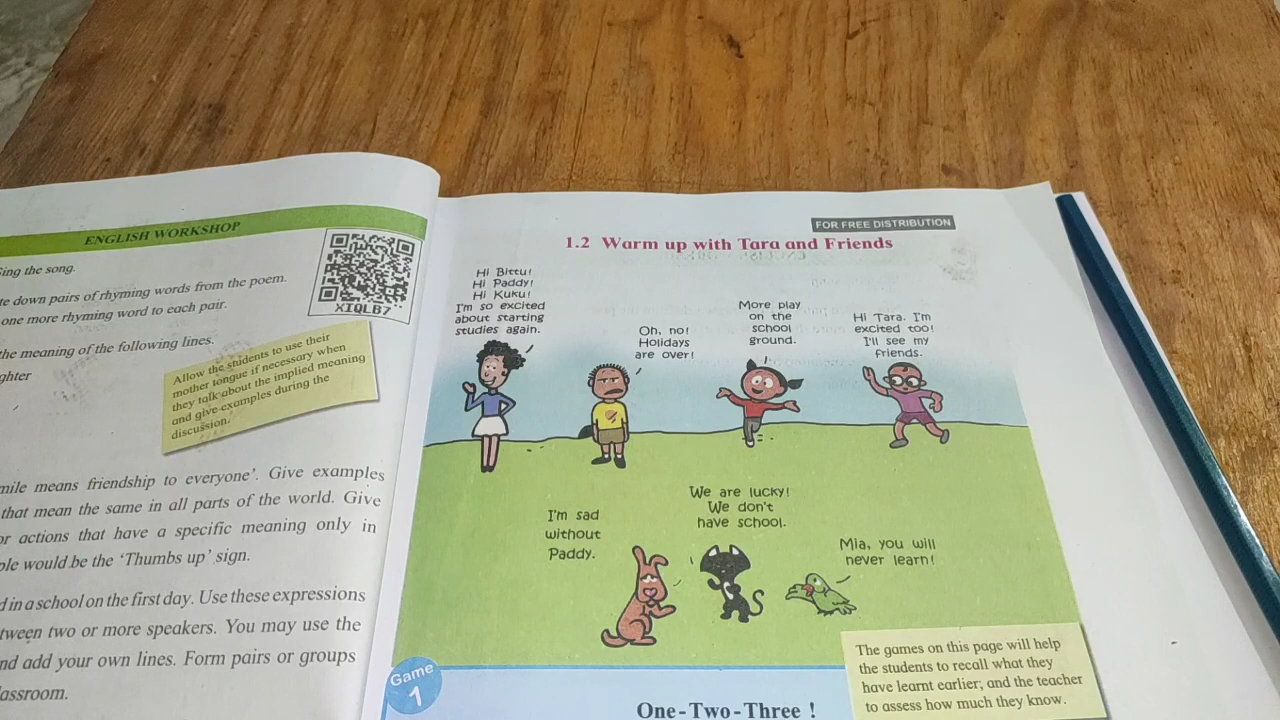 ENGLISH WORKSHOP
Sing the song.
te down pairs of rhyming words from the poem.
one more rhyming word to each pair.
the meaning of the following lines.
ghter
XIQLB7
Allow the students to use their
mother tongue if necessary when
they talk about the implied meaning
and give examples during the
discussion.
mile means friendship to everyone'. Give examples
that mean the same in all parts of the world. Give
or actions that have a specific meaning only in
ple would be the 'Thumbs up' sign.
d in a school on the first day. Use these expressions
tween two or more speakers. You may use the
nd add your own lines. Form pairs or groups
lassroom.
FOR FREE DISTRIBUTION
1.2 Warm up with Tara and Friends
Hi Bittu!
Hi Paddy!
Hi Kuku!
I'm so excited
about starting
studies again.
Oh, no!
Holidays
are over!
More play
on the
school
ground.
Hi Tara. I'm
excited too!
I'll see my
friends.
I'm sad
without
Paddy.
We are lucky!
We don't
have school.
Mia, you will
never learn!
The games on this page will help
the students to recall what they
have learnt earlier; and the teacher
to assess how much they know.
Game
1
One-Two-Three !